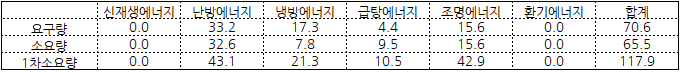 신재생에너지 난방에너지 냉방에너지 급탕에너지 조명에너지 환기에너지 합계
요구량 0.0 33.2 17.3 4.4 15.6 0.0 70.6
소요량 0.0 32.6 7.8 9.5 15.6 0.0 65.5
1차소요량 0.0 43.1 21.3 10.5 42.9 0.0 117.9